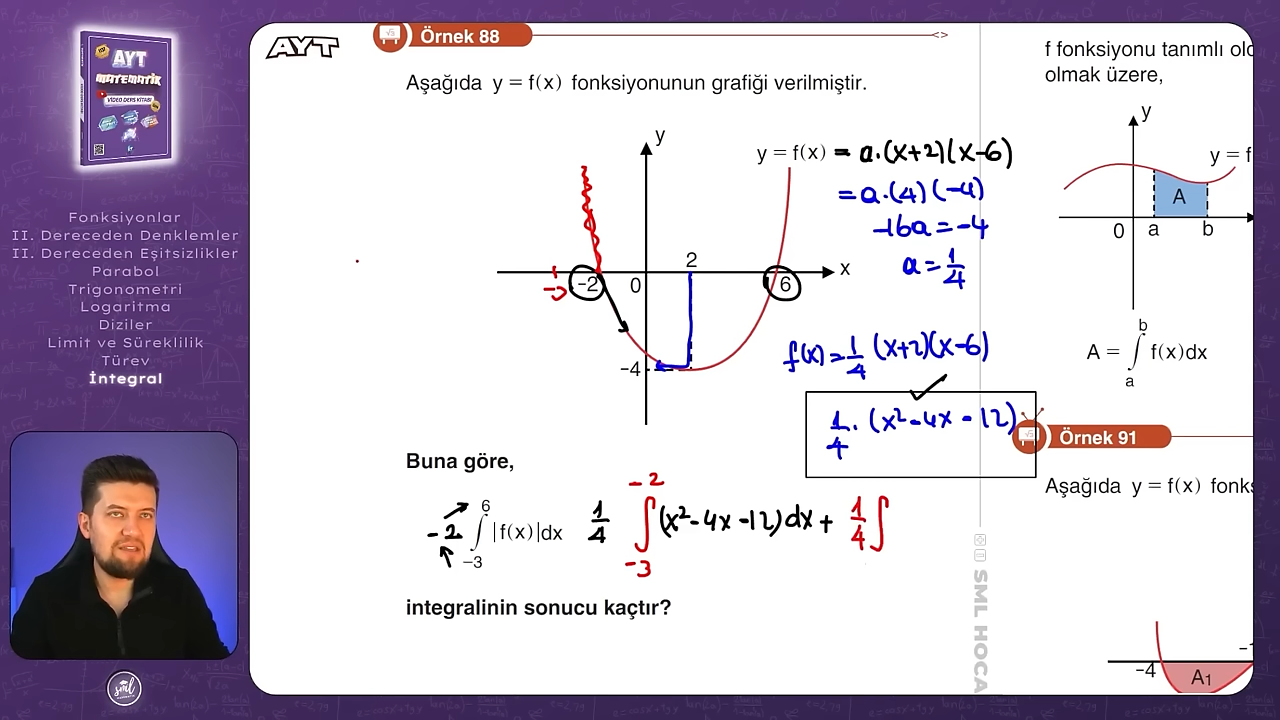 AYT
MATEMATİK
VİDEO DERS KİTABI
Fonksiyonlar
II. Dereceden Denklemler
II. Dereceden Eşitsizlikler
Parabol
Trigonometri
Logaritma
Diziler
Limit ve Süreklilik
Türev
İntegral
sml
AYT
Örnek 88
<>
Aşağıda y = f(x) fonksiyonunun grafiği verilmiştir.
y
y = f(x) = a.(x+2)(x-6)
= a.(4)(-4)
-16a = -4
a = 1/4
2
x
-3
-2
0
6
-4
f(x) = 1/4 (x+2)(x-6)
1/4 . (x²-4x-12)
Buna göre,
-2 ∫₋₃⁶ |f(x)|dx 1/4 ∫₋₃⁻² (x²-4x-12)dx + 1/4 ∫
integralinin sonucu kaçtır?
SML HOCA
f fonksiyonu tanımlı olo
olmak üzere,
y
y = f
A
0
a
b
A = ∫ₐᵇ f(x)dx
Örnek 91
Aşağıda y = f(x) fonks
-4
A₁